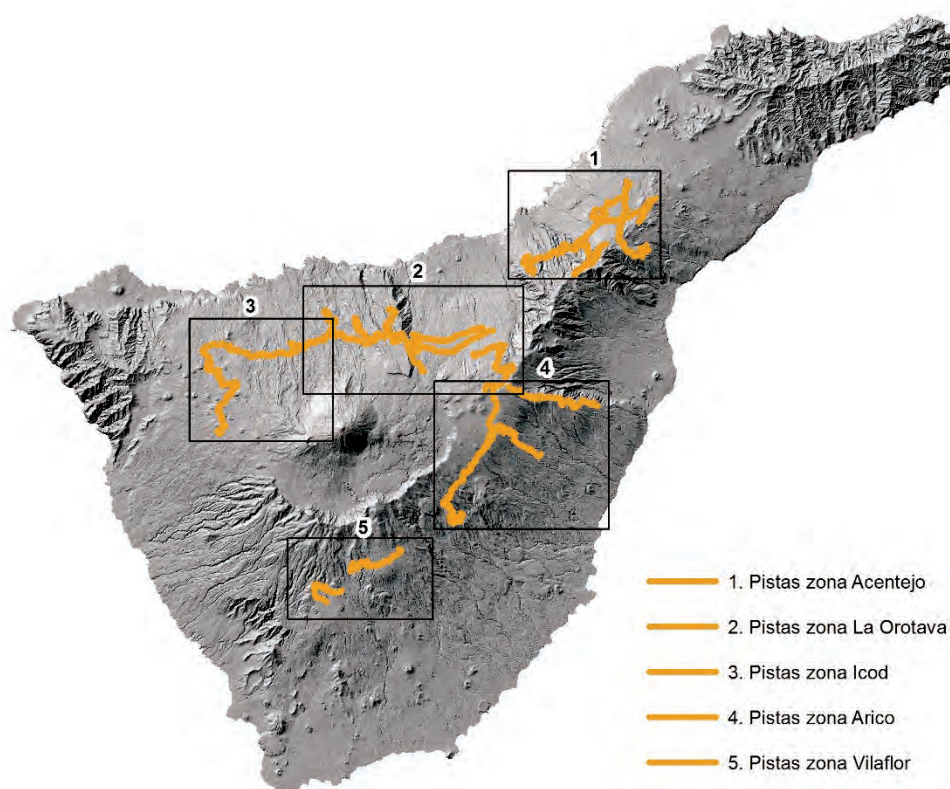 1
2
3
4
5
1. Pistas zona Acentejo
2. Pistas zona La Orotava
3. Pistas zona Icod
4. Pistas zona Arico
5. Pistas zona Vilaflor